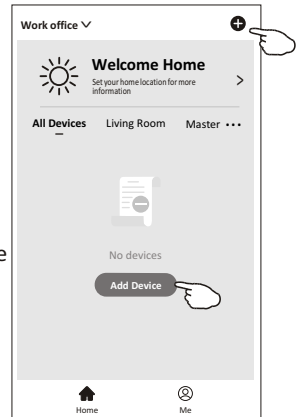 Work office
Welcome Home
Set your home location for more
information
All Devices Living Room Master
No devices
e
Add Device
Home Me